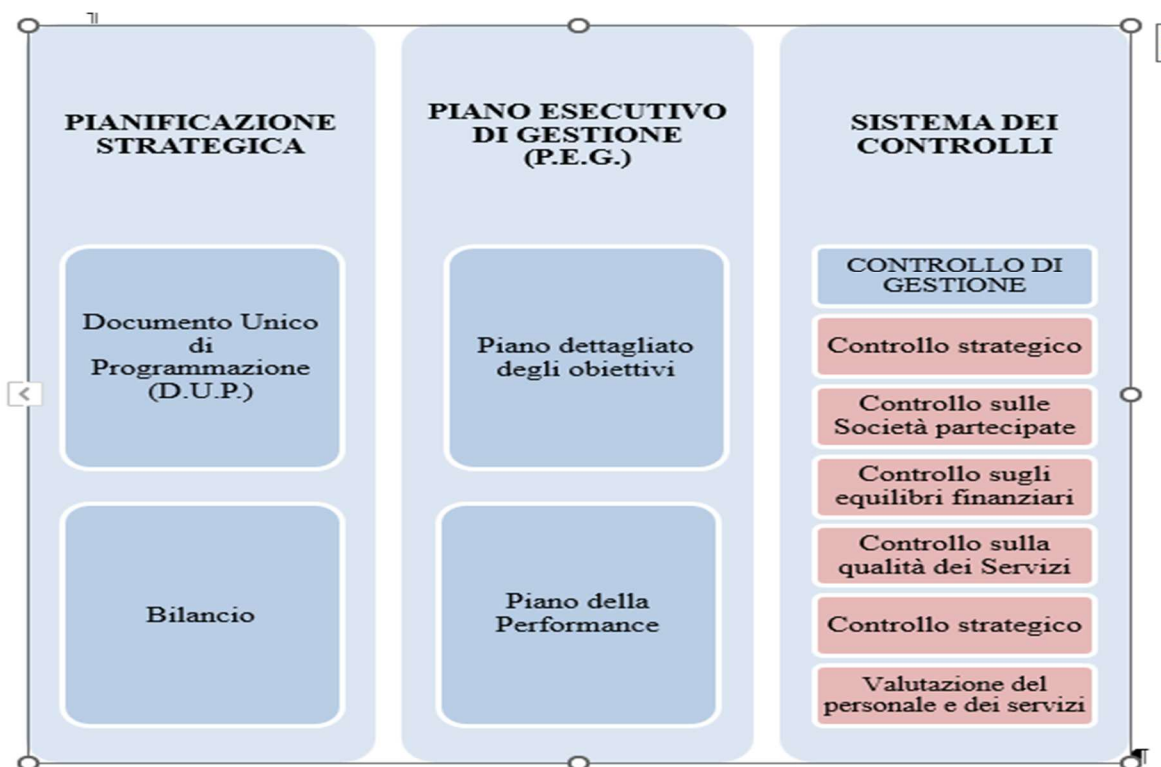 PIANIFICAZIONE
STRATEGICA
Documento Unico
di
Programmazione
(D.U.P.)
Bilancio
PIANO ESECUTIVO
DI GESTIONE
(P.E.G.)
Piano dettagliato
degli obiettivi
Piano della
Performance
SISTEMA DEI
CONTROLLI
CONTROLLO DI
GESTIONE
Controllo strategico
Controllo sulle
Società partecipate
Controllo sugli
equilibri finanziari
Controllo sulla
qualità dei Servizi
Controllo strategico
Valutazione del
personale e dei servizi